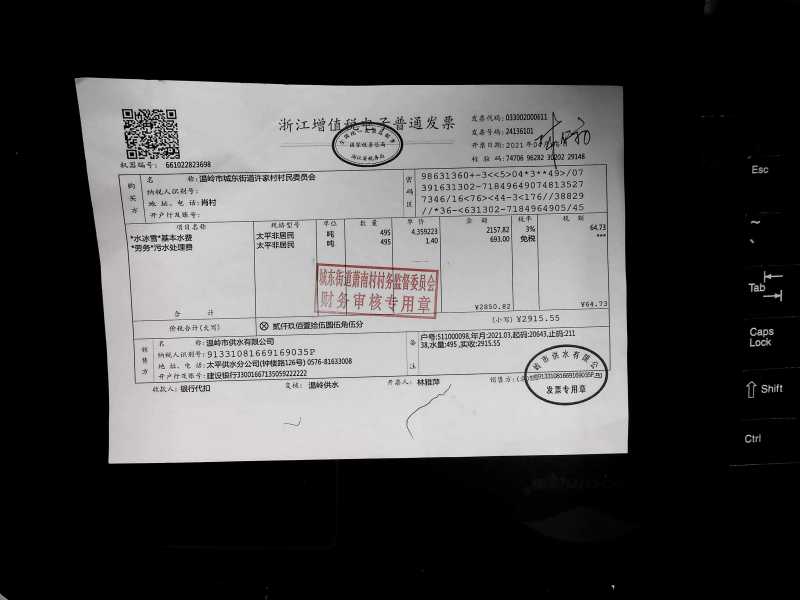 浙江增值税电子普通发票
发票代码: 033002000611
发票号码: 24136101
开票日期: 2021年04
校验码: 74706 96282 30202 29148
机器编号: 661022823698
购买方
名称: 温岭市城东街道许家村村民委员会
纳税人识别号:
地址、电话: 肖村
开户行及账号:
密码区
98631360+-3<<5>04*3**49>/07
391631302-71849649074813527
7346/16<76><44-3<176//38829
//*36-<631302-7184964905/45
项目名称 规格型号 单位 数量 单价 金额 税率 税额
*水冰雪*基本水费 太平非居民 吨 495 4.359223 2157.82 3% 64.73
*劳务*污水处理费 太平非居民 吨 495 1.40 693.00 免税 ***
城东街道萧南村村务监督委员会
财务审核专用章
合计 ¥2850.82 ¥64.73
价税合计(大写) ⊗ 贰仟玖佰壹拾伍圆伍角伍分 (小写) ¥2915.55
销售方
名称: 温岭市供水有限公司
纳税人识别号: 91331081669169035P
地址、电话: 太平供水分公司(钟楼路126号) 0576-81633008
开户行及账号: 建设银行33001667135059222222
备注
户号:511000098,年月:2021.03,起码:20643,止码:211
38,水量:495 ,实收:2915.55
收款人: 银行代扣 复核: 温岭供水 开票人: 林雅萍 销售方:
岭市供水有限公
91331081669169035P
发票专用章
Esc
~
Tab
Caps Lock
Shift
Ctrl